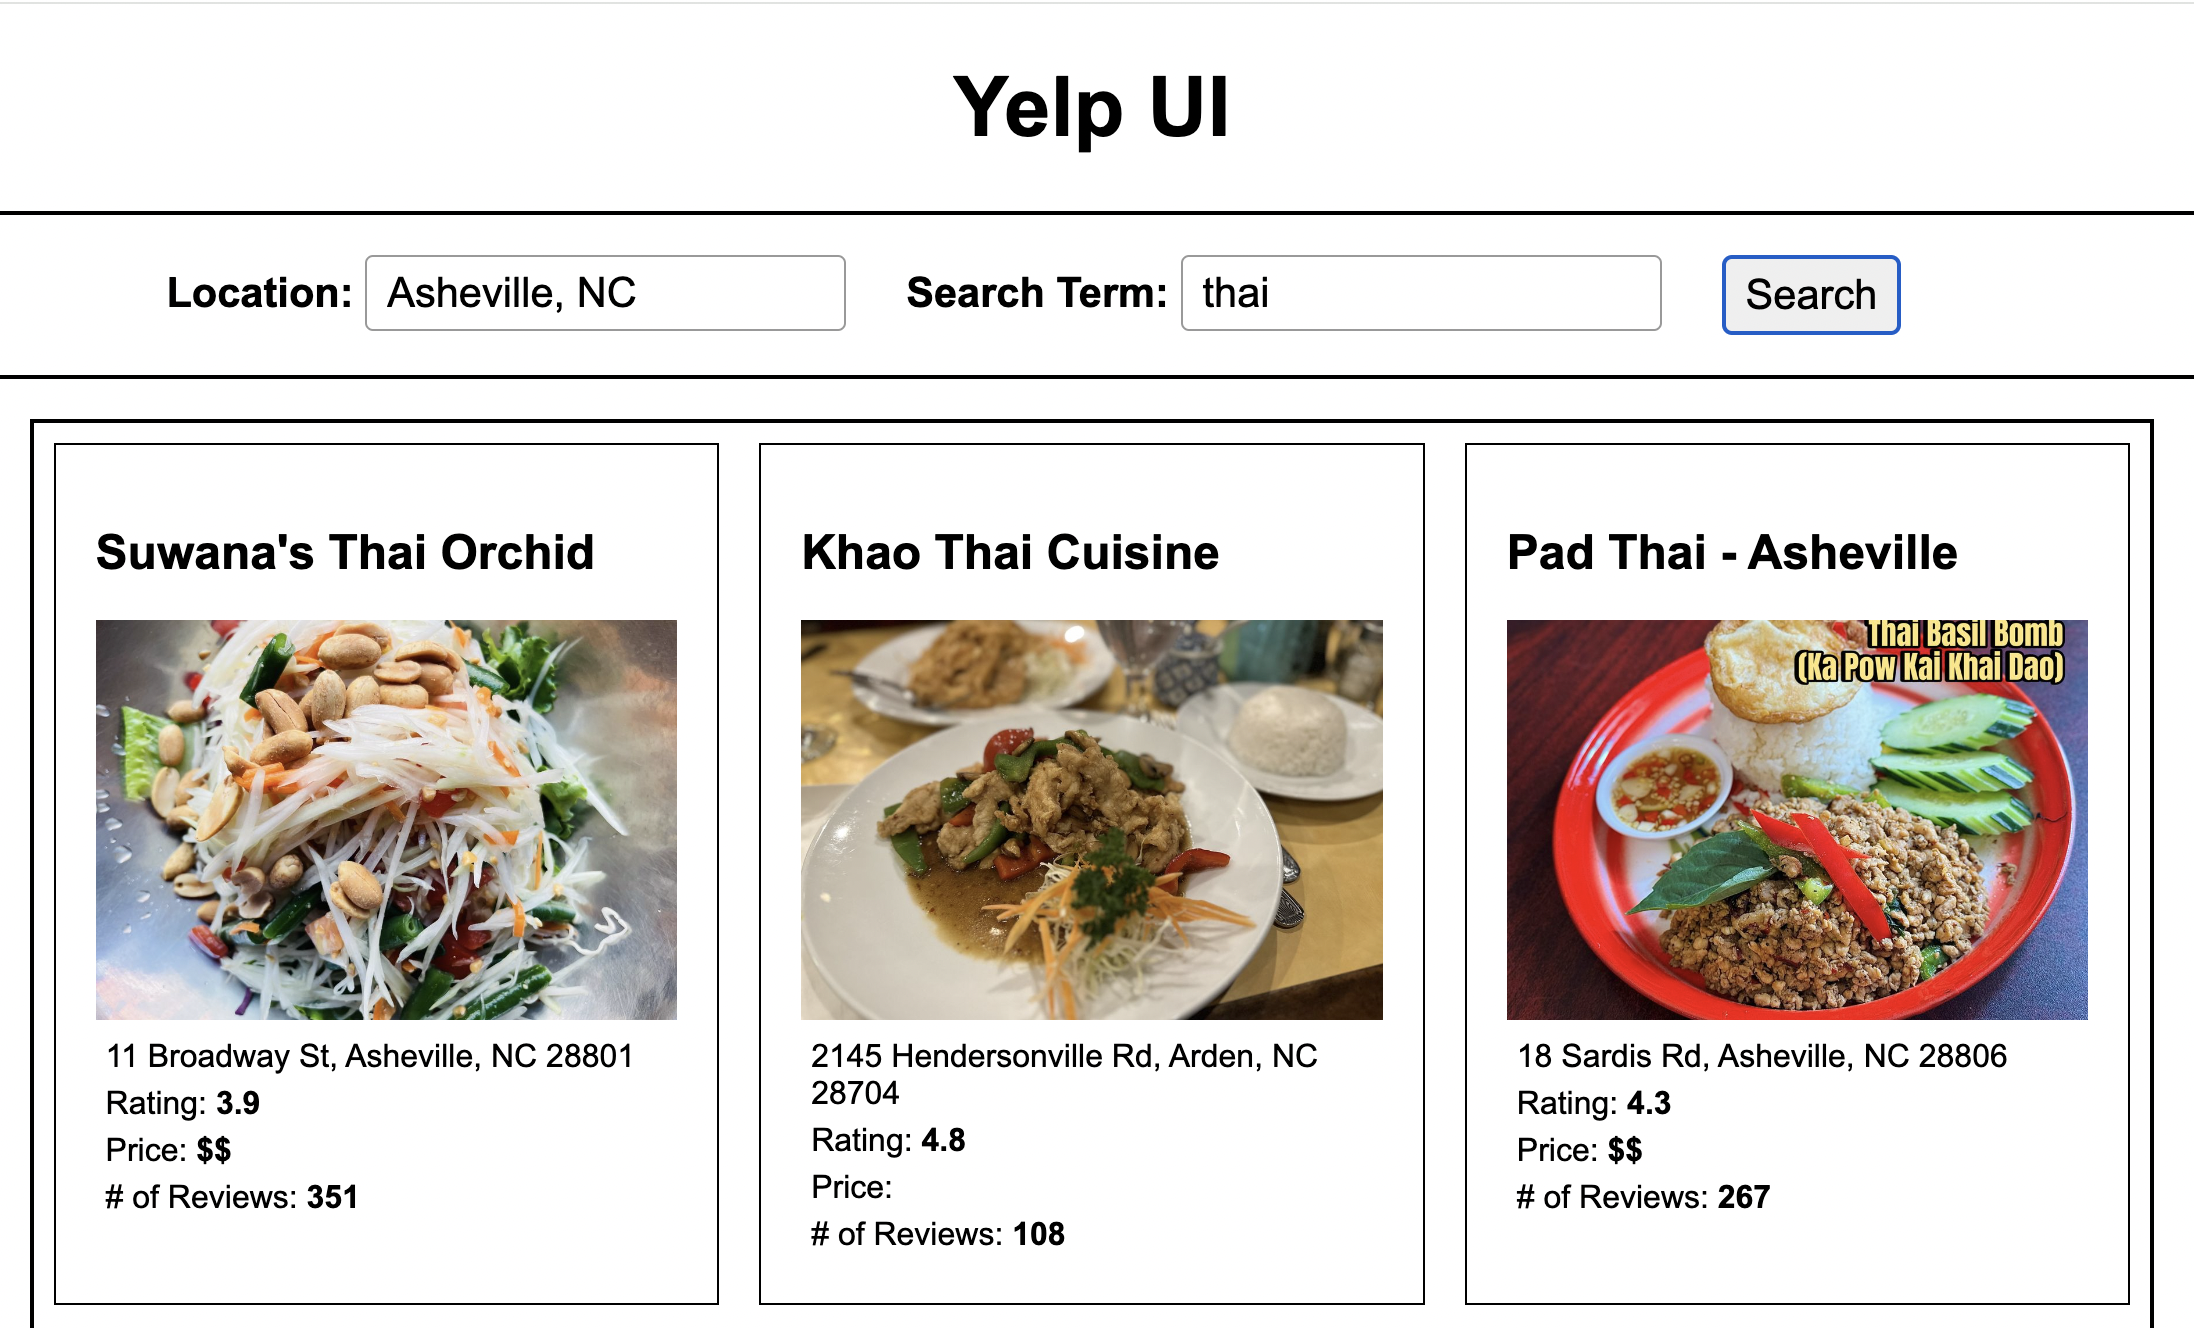 Yelp UI
Location: Asheville, NC Search Term: thai Search
Suwana's Thai Orchid
11 Broadway St, Asheville, NC 28801
Rating: 3.9
Price: $$
# of Reviews: 351
Khao Thai Cuisine
2145 Hendersonville Rd, Arden, NC
28704
Rating: 4.8
Price:
# of Reviews: 108
Pad Thai - Asheville
Thai Basil Bomb
(Ka Pow Kai Khai Dao)
18 Sardis Rd, Asheville, NC 28806
Rating: 4.3
Price: $$
# of Reviews: 267